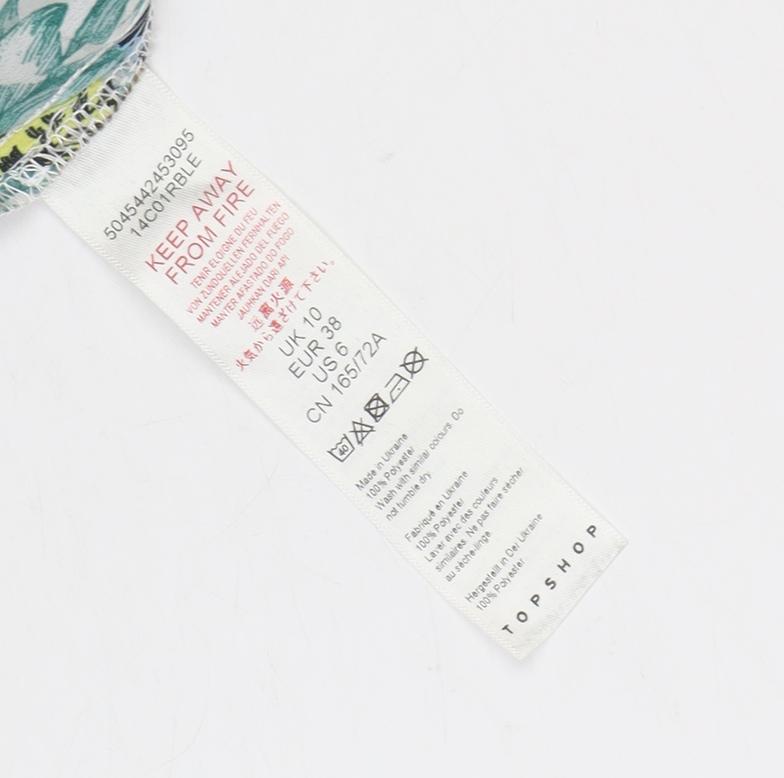 5045442453095
14C01RBLE
KEEP AWAY
FROM FIRE
TENIR ELOIGNE DU FEU
VON ZUNDQUELLEN FERNHALTEN
MANTENER ALEJADO DEL FUEGO
MANTER AFASTADO DO FOGO
JAUHKAN DARI API
远离火源
火気から遠ざけて下さい。
UK 10
EUR 38
US 6
CN 165/72A
40
Made in Ukraine
100% Polyester
Wash with similar colours. Do
not tumble dry.
Fabriqué en Ukraine
100% Polyester
Laver avec des couleurs
similaires. Ne pas faire sécher
au sèche-linge.
Hergestellt in Der Ukraine
100% Polyester
TOPSHOP